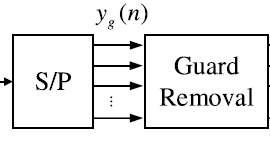 y_g(n)
S/P
Guard
Removal